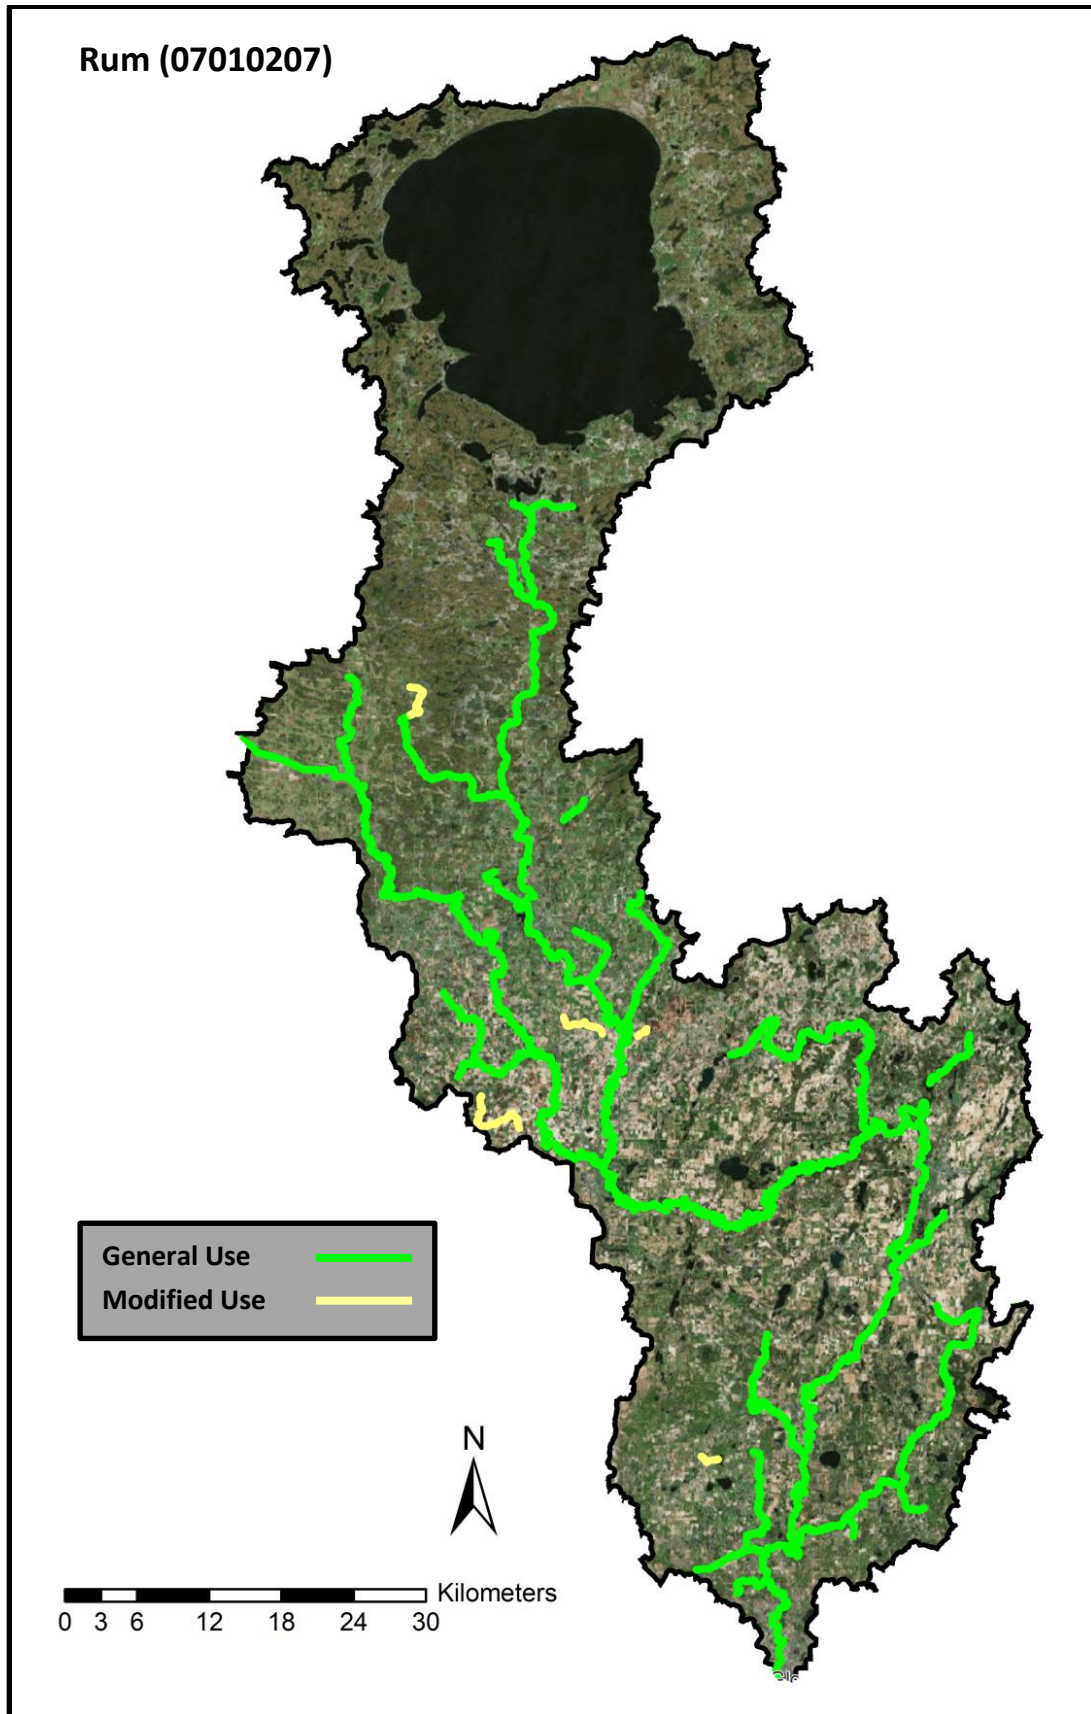 Rum (07010207)
General Use
Modified Use
N
Kilometers
0 3 6 12 18 24 30